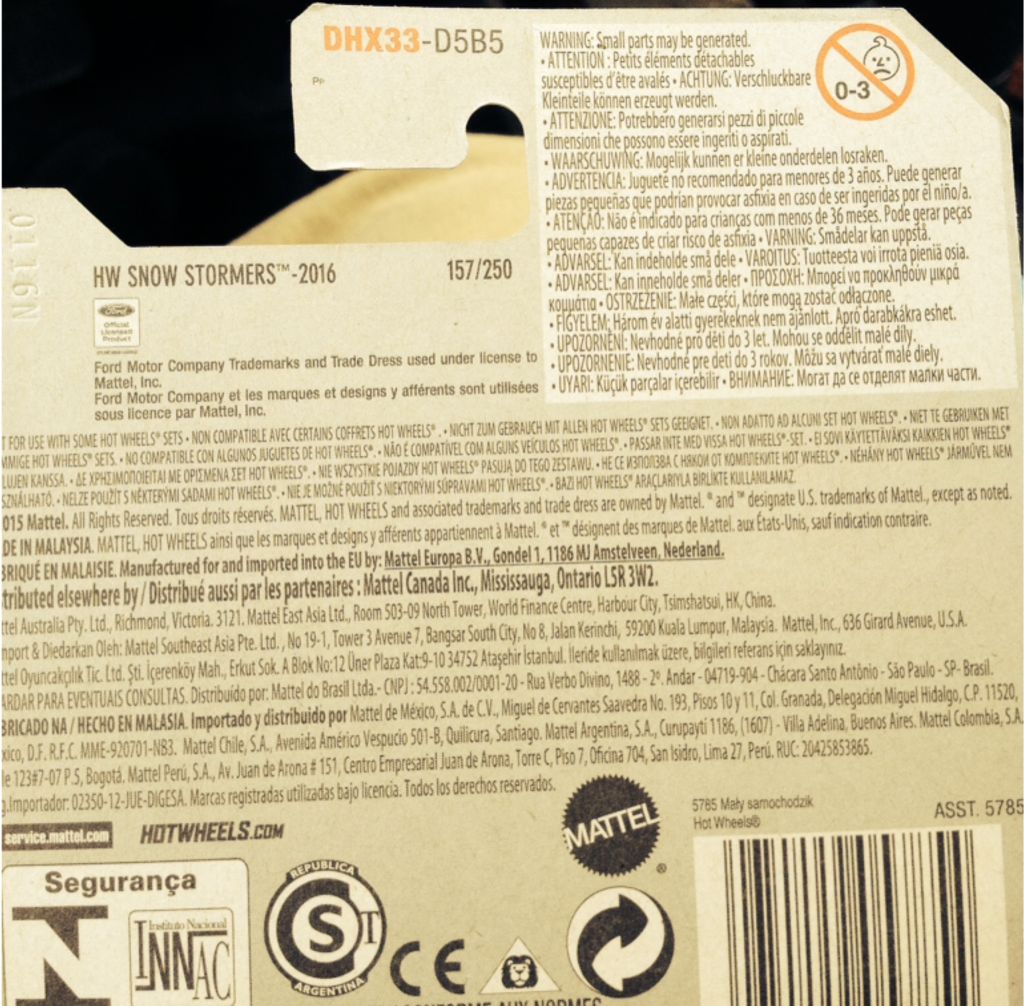 DHX33-D5B5
WARNING: Small parts may be generated.
• ATTENTION : Petits éléments détachables
susceptibles d'être avalés • ACHTUNG: Verschluckbare
Kleinteile können erzeugt werden.
• ATTENZIONE: Potrebbero generarsi pezzi di piccole
dimensioni che possono essere ingeriti o aspirati.
• WAARSCHUWING: Mogelijk kunnen er kleine onderdelen losraken.
• ADVERTENCIA: Juguete no recomendado para menores de 3 años. Puede generar
piezas pequeñas que podrían provocar asfixia en caso de ser ingeridas por el niño/a.
• ATENÇÃO: Não é indicado para crianças com menos de 36 meses. Pode gerar peças
pequenas capazes de criar risco de asfixia • VARNING: Smådelar kan uppstå.
• ADVARSEL: Kan indeholde små dele • VAROITUS: Tuotteesta voi irrota pieniä osia.
• ADVARSEL: Kan inneholde små deler • ΠΡΟΣΟΧΗ: Μπορεί να προκληθούν μικρά
κομμάτια • OSTRZEŻENIE: Małe części, które mogą zostać odłączone.
• FIGYELEM: Három év alatti gyerekeknek nem ajánlott. Apró darabkákra eshet.
• UPOZORNĚNÍ: Nevhodné pro děti do 3 let. Mohou se oddělit malé díly.
• UPOZORNENIE: Nevhodné pre deti do 3 rokov. Môžu sa vytvárať malé diely.
• UYARI: Küçük parçalar içerebilir • ВНИМАНИЕ: Могат да се отделят малки части.
0-3
HW SNOW STORMERS™-2016 157/250
Ford
Official
Licensed
Product
Ford Motor Company Trademarks and Trade Dress used under license to
Mattel, Inc.
Ford Motor Company et les marques et designs y afférents sont utilisées
sous licence par Mattel, Inc.
T FOR USE WITH SOME HOT WHEELS® SETS • NON COMPATIBLE AVEC CERTAINS COFFRETS HOT WHEELS® . • NICHT ZUM GEBRAUCH MIT ALLEN HOT WHEELS® SETS GEEIGNET. • NON ADATTO AD ALCUNI SET HOT WHEELS®. • NIET TE GEBRUIKEN MET
MMIGE HOT WHEELS® SETS. • NO COMPATIBLE CON ALGUNOS JUGUETES DE HOT WHEELS®. • NÃO É COMPATÍVEL COM ALGUNS VEÍCULOS HOT WHEELS®. • PASSAR INTE MED VISSA HOT WHEELS®-SET. • EI SOVI KÄYTETTÄVÄKSI KAIKKIEN HOT WHEELS®
LUJEN KANSSA. • ΔΕ ΧΡΗΣΙΜΟΠΟΙΕΙΤΑΙ ΜΕ ΟΡΙΣΜΕΝΑ ΣΕΤ HOT WHEELS®. • NIE WSZYSTKIE POJAZDY HOT WHEELS® PASUJĄ DO TEGO ZESTAWU. • НЕ СЕ ИЗПОЛЗВА С НЯКОИ ОТ КОМПЛЕКТИТЕ HOT WHEELS®. • NÉHÁNY HOT WHEELS® JÁRMŰVEL NEM
SZNÁLHATÓ. • NELZE POUŽÍT S NĚKTERÝMI SADAMI HOT WHEELS®. • NIE JE MOŽNÉ POUŽIŤ S NIEKTORÝMI SÚPRAVAMI HOT WHEELS®. • BAZI HOT WHEELS® ARAÇLARIYLA BİRLİKTE KULLANILAMAZ.
015 Mattel. All Rights Reserved. Tous droits réservés. MATTEL, HOT WHEELS and associated trademarks and trade dress are owned by Mattel. ® and ™ designate U.S. trademarks of Mattel, except as noted.
DE IN MALAYSIA. MATTEL, HOT WHEELS ainsi que les marques et designs y afférents appartiennent à Mattel. ® et ™ désignent des marques de Mattel. aux États-Unis, sauf indication contraire.
BRIQUÉ EN MALAISIE. Manufactured for and imported into the EU by: Mattel Europa B.V., Gondel 1, 1186 MJ Amstelveen, Nederland.
tributed elsewhere by / Distribué aussi par les partenaires : Mattel Canada Inc., Mississauga, Ontario L5R 3W2.
ttel Australia Pty. Ltd., Richmond, Victoria. 3121. Mattel East Asia Ltd., Room 503-09 North Tower, World Finance Centre, Harbour City, Tsimshatsui, HK, China.
mport & Diedarkan Oleh: Mattel Southeast Asia Pte. Ltd. , No 19-1, Tower 3 Avenue 7, Bangsar South City, No 8, Jalan Kerinchi, 59200 Kuala Lumpur, Malaysia. Mattel, Inc., 636 Girard Avenue, U.S.A.
ttel Oyuncakçılık Tic. Ltd. Şti. İçerenköy Mah., Erkut Sok. A Blok No:12 Üner Plaza Kat:9-10 34752 Ataşehir İstanbul. İleride kullanılmak üzere, bilgileri referans için saklayınız.
ARDAR PARA EVENTUAIS CONSULTAS. Distribuído por: Mattel do Brasil Ltda.- CNPJ : 54.558.002/0001-20 - Rua Verbo Divino, 1488 - 2º. Andar - 04719-904 - Chácara Santo Antônio - São Paulo - SP- Brasil.
BRICADO NA / HECHO EN MALASIA. Importado y distribuido por Mattel de México, S.A. de C.V., Miguel de Cervantes Saavedra No. 193, Pisos 10 y 11, Col. Granada, Delegación Miguel Hidalgo, C.P. 11520,
xico, D.F. R.F.C. MME-920701-NB3. Mattel Chile, S.A., Avenida Américo Vespucio 501-B, Quilicura, Santiago. Mattel Argentina, S.A., Curupaytí 1186, (1607) - Villa Adelina, Buenos Aires. Mattel Colombia, S.A.
le 123#7-07 P.5, Bogotá. Mattel Perú, S.A., Av. Juan de Arona # 151, Centro Empresarial Juan de Arona, Torre C, Piso 7, Oficina 704, San Isidro, Lima 27, Perú. RUC: 20425853865.
g.Importador: 02350-12-JUE-DIGESA. Marcas registradas utilizadas bajo licencia. Todos los derechos reservados.
service.mattel.com HOTWHEELS.COM
MATTEL ®
5785 Mały samochodzik
Hot Wheels®
ASST. 5785
Segurança
Instituto Nacional
INNAC
REPUBLICA
ARGENTINA
CE
CONFORME AUX NORMES